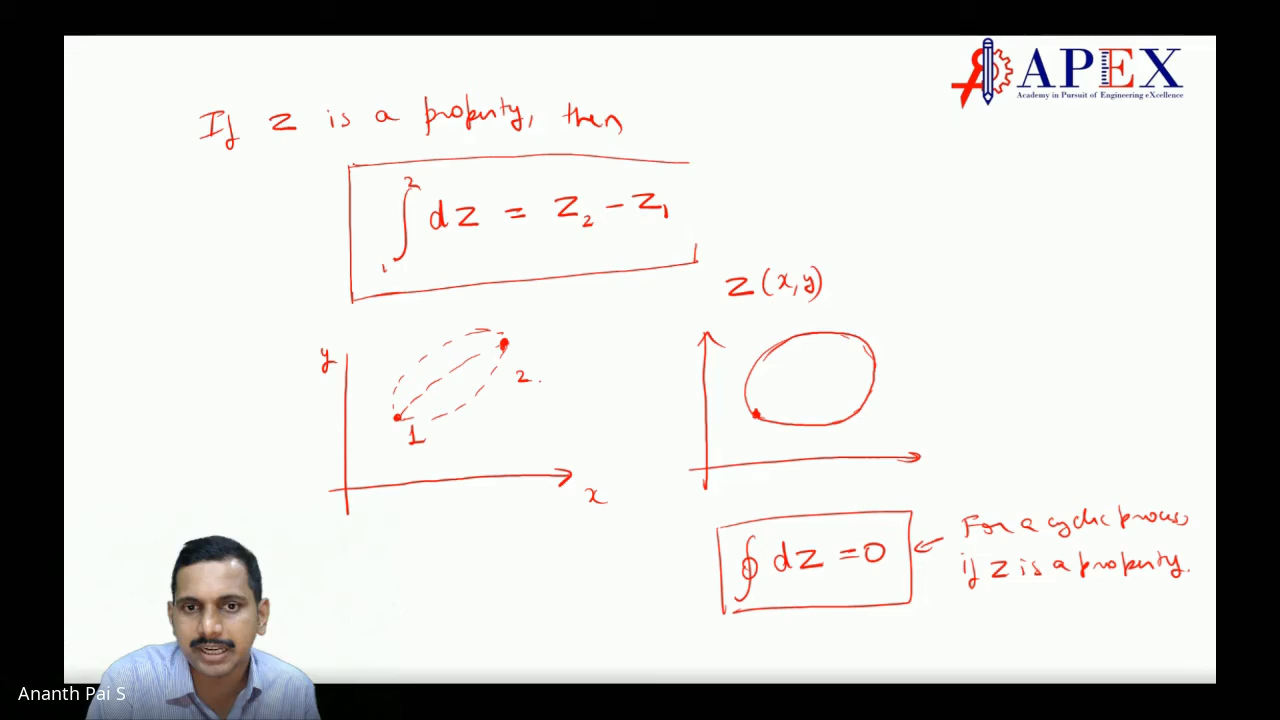 APEX
Academy in Pursuit of Engineering eXcellence
If Z is a property, then
∫₁² dZ = Z₂ - Z₁
Z(x,y)
y
2.
1
x
∮ dZ = 0
For a cyclic process
if Z is a property.
Ananth Pai S